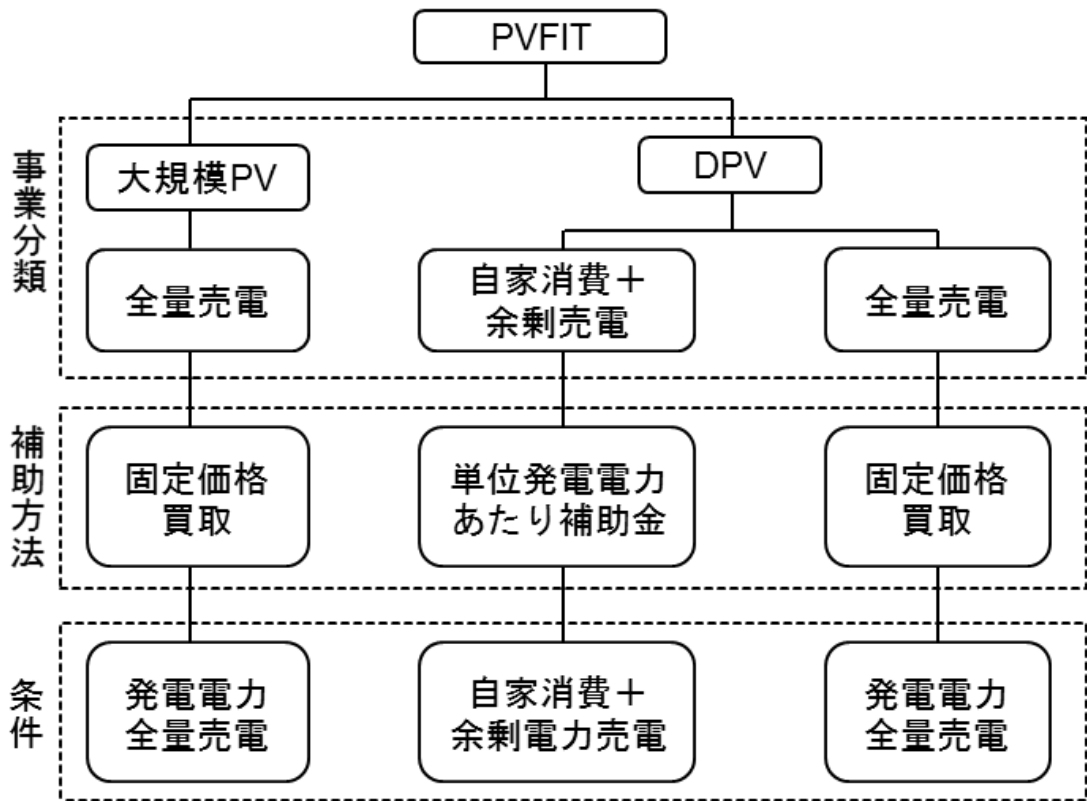 PVFIT
事業分類
大規模PV
DPV
全量売電
自家消費＋
余剰売電
全量売電
補助方法
固定価格
買取
単位発電電力
あたり補助金
固定価格
買取
条件
発電電力
全量売電
自家消費＋
余剰電力売電
発電電力
全量売電